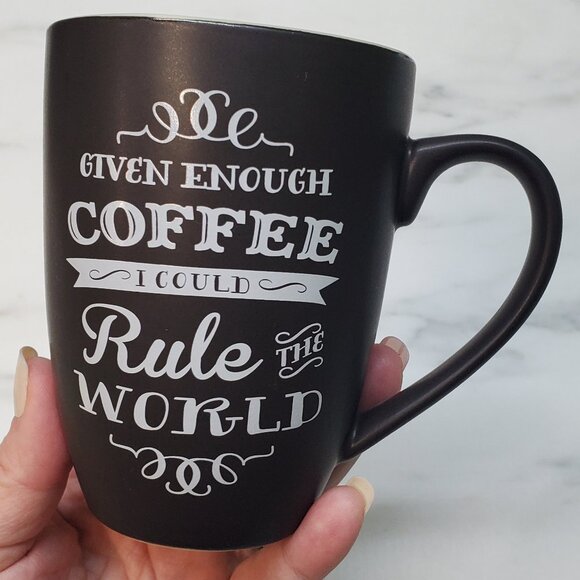 GIVEN ENOUGH
COFFEE
I COULD
Rule THE
WORLD